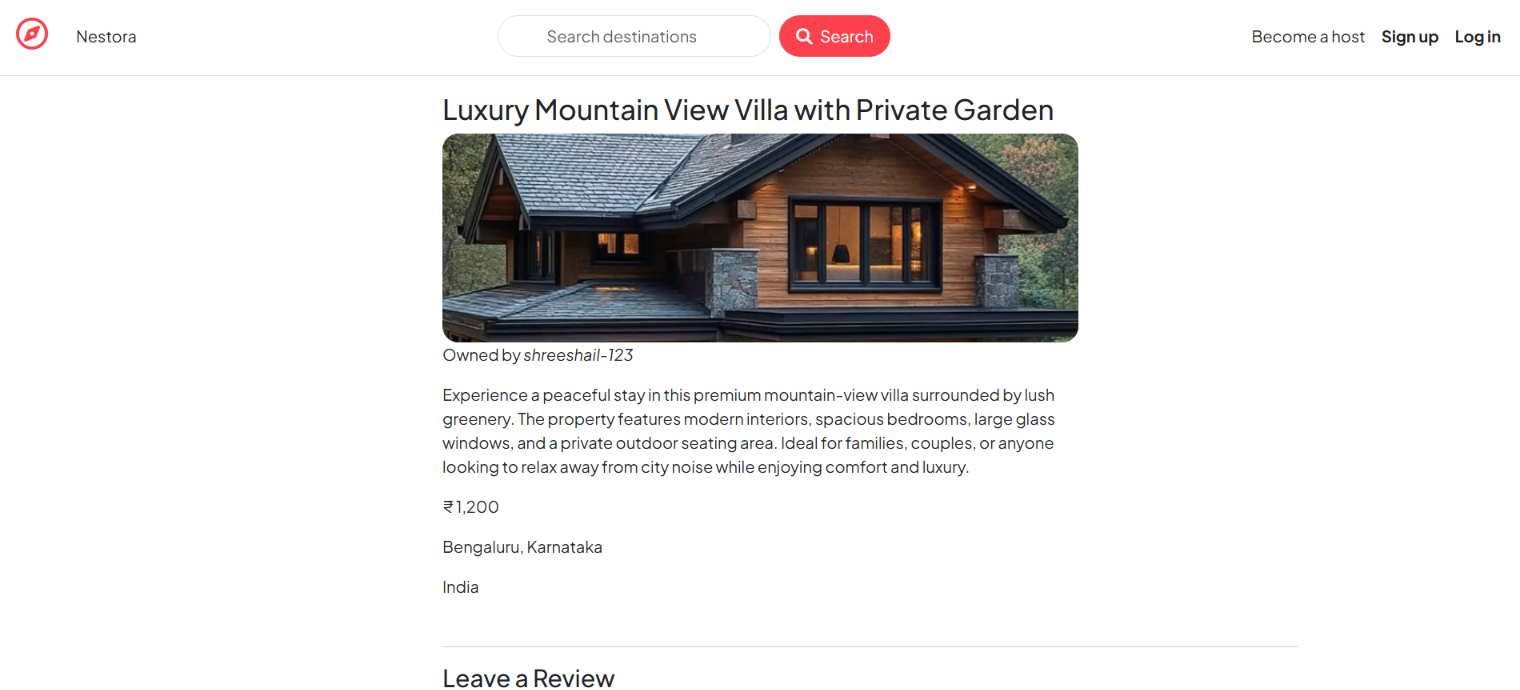 Nestora
Search destinations
Search
Become a host
Sign up
Log in
Luxury Mountain View Villa with Private Garden
Owned by shreeshail-123
Experience a peaceful stay in this premium mountain-view villa surrounded by lush
greenery. The property features modern interiors, spacious bedrooms, large glass
windows, and a private outdoor seating area. Ideal for families, couples, or anyone
looking to relax away from city noise while enjoying comfort and luxury.
₹ 1,200
Bengaluru, Karnataka
India
Leave a Review